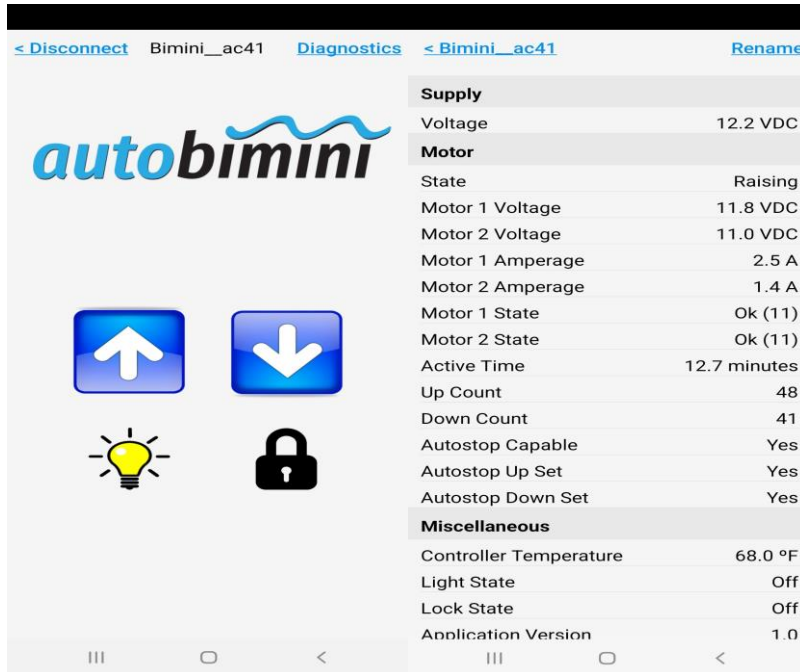 < Disconnect Bimini__ac41 Diagnostics
autobimini
< Bimini__ac41 Rename
Supply
Voltage 12.2 VDC
Motor
State Raising
Motor 1 Voltage 11.8 VDC
Motor 2 Voltage 11.0 VDC
Motor 1 Amperage 2.5 A
Motor 2 Amperage 1.4 A
Motor 1 State Ok (11)
Motor 2 State Ok (11)
Active Time 12.7 minutes
Up Count 48
Down Count 41
Autostop Capable Yes
Autostop Up Set Yes
Autostop Down Set Yes
Miscellaneous
Controller Temperature 68.0 ºF
Light State Off
Lock State Off
Application Version 1.0